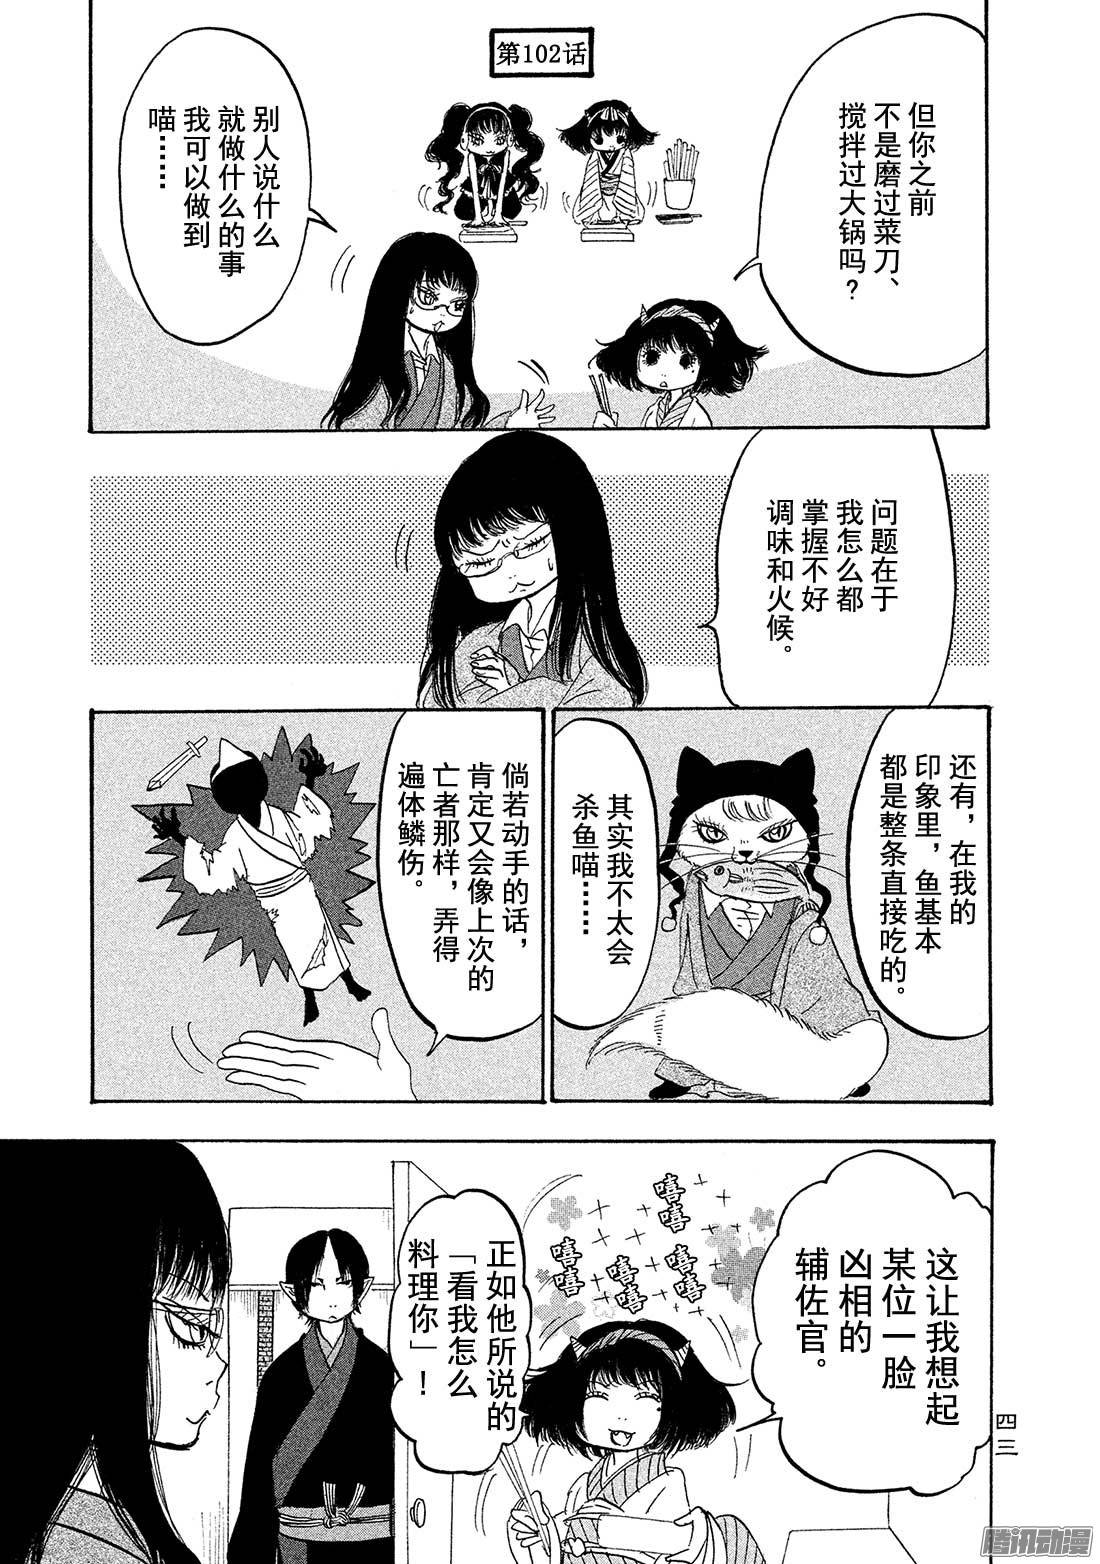 第102话
但你之前
不是磨过菜刀、
搅拌过大锅吗?
别人说什么
就做什么的事
我可以做到
喵……
问题在于
我怎么都
掌握不好
调味和火候。
还有,在我的
印象里,鱼基本
都是整条直接吃的。
其实我不太会
杀鱼喵……
倘若动手的话,
肯定又会像上次的
亡者那样,弄得
遍体鳞伤。
这让我想起
某位一脸
凶相的
辅佐官。
嘻嘻
嘻嘻
嘻嘻
嘻嘻
嘻嘻
正如他所说的
「看我怎么
料理你」!
四三
腾讯动漫